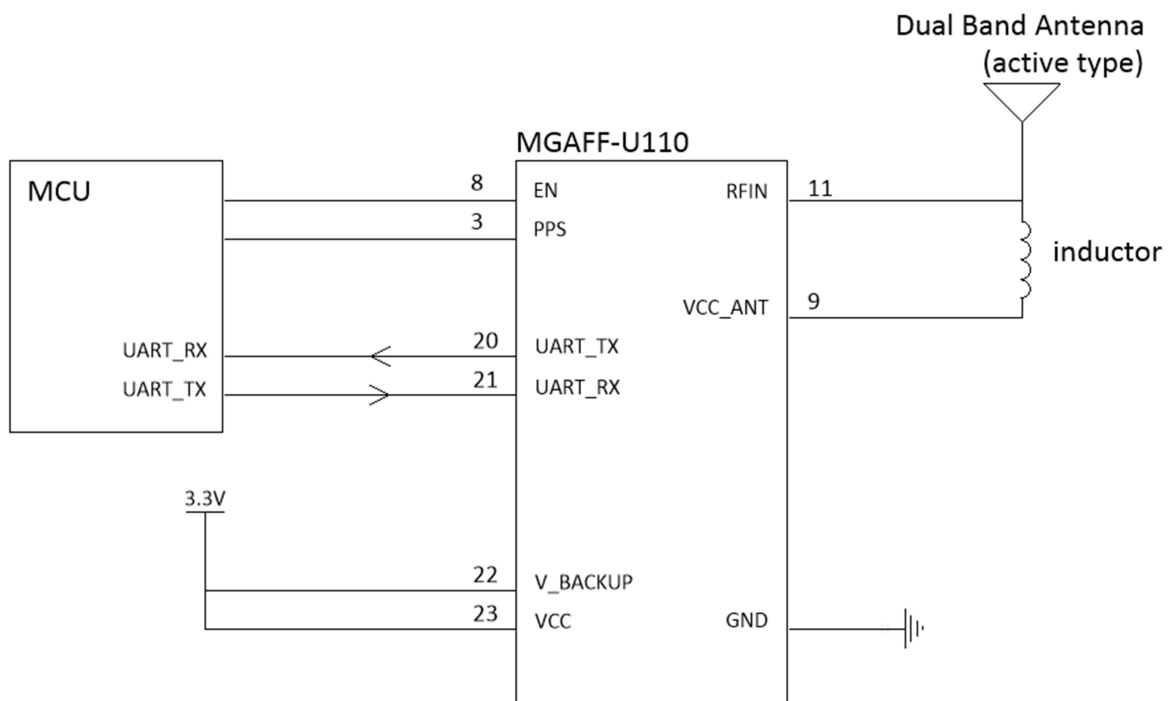 Dual Band Antenna
(active type)
MGAFF-U110
MCU
8
EN
RFIN
11
3
PPS
inductor
VCC_ANT
9
UART_RX
20
UART_TX
UART_TX
21
UART_RX
3.3V
22
V_BACKUP
23
VCC
GND